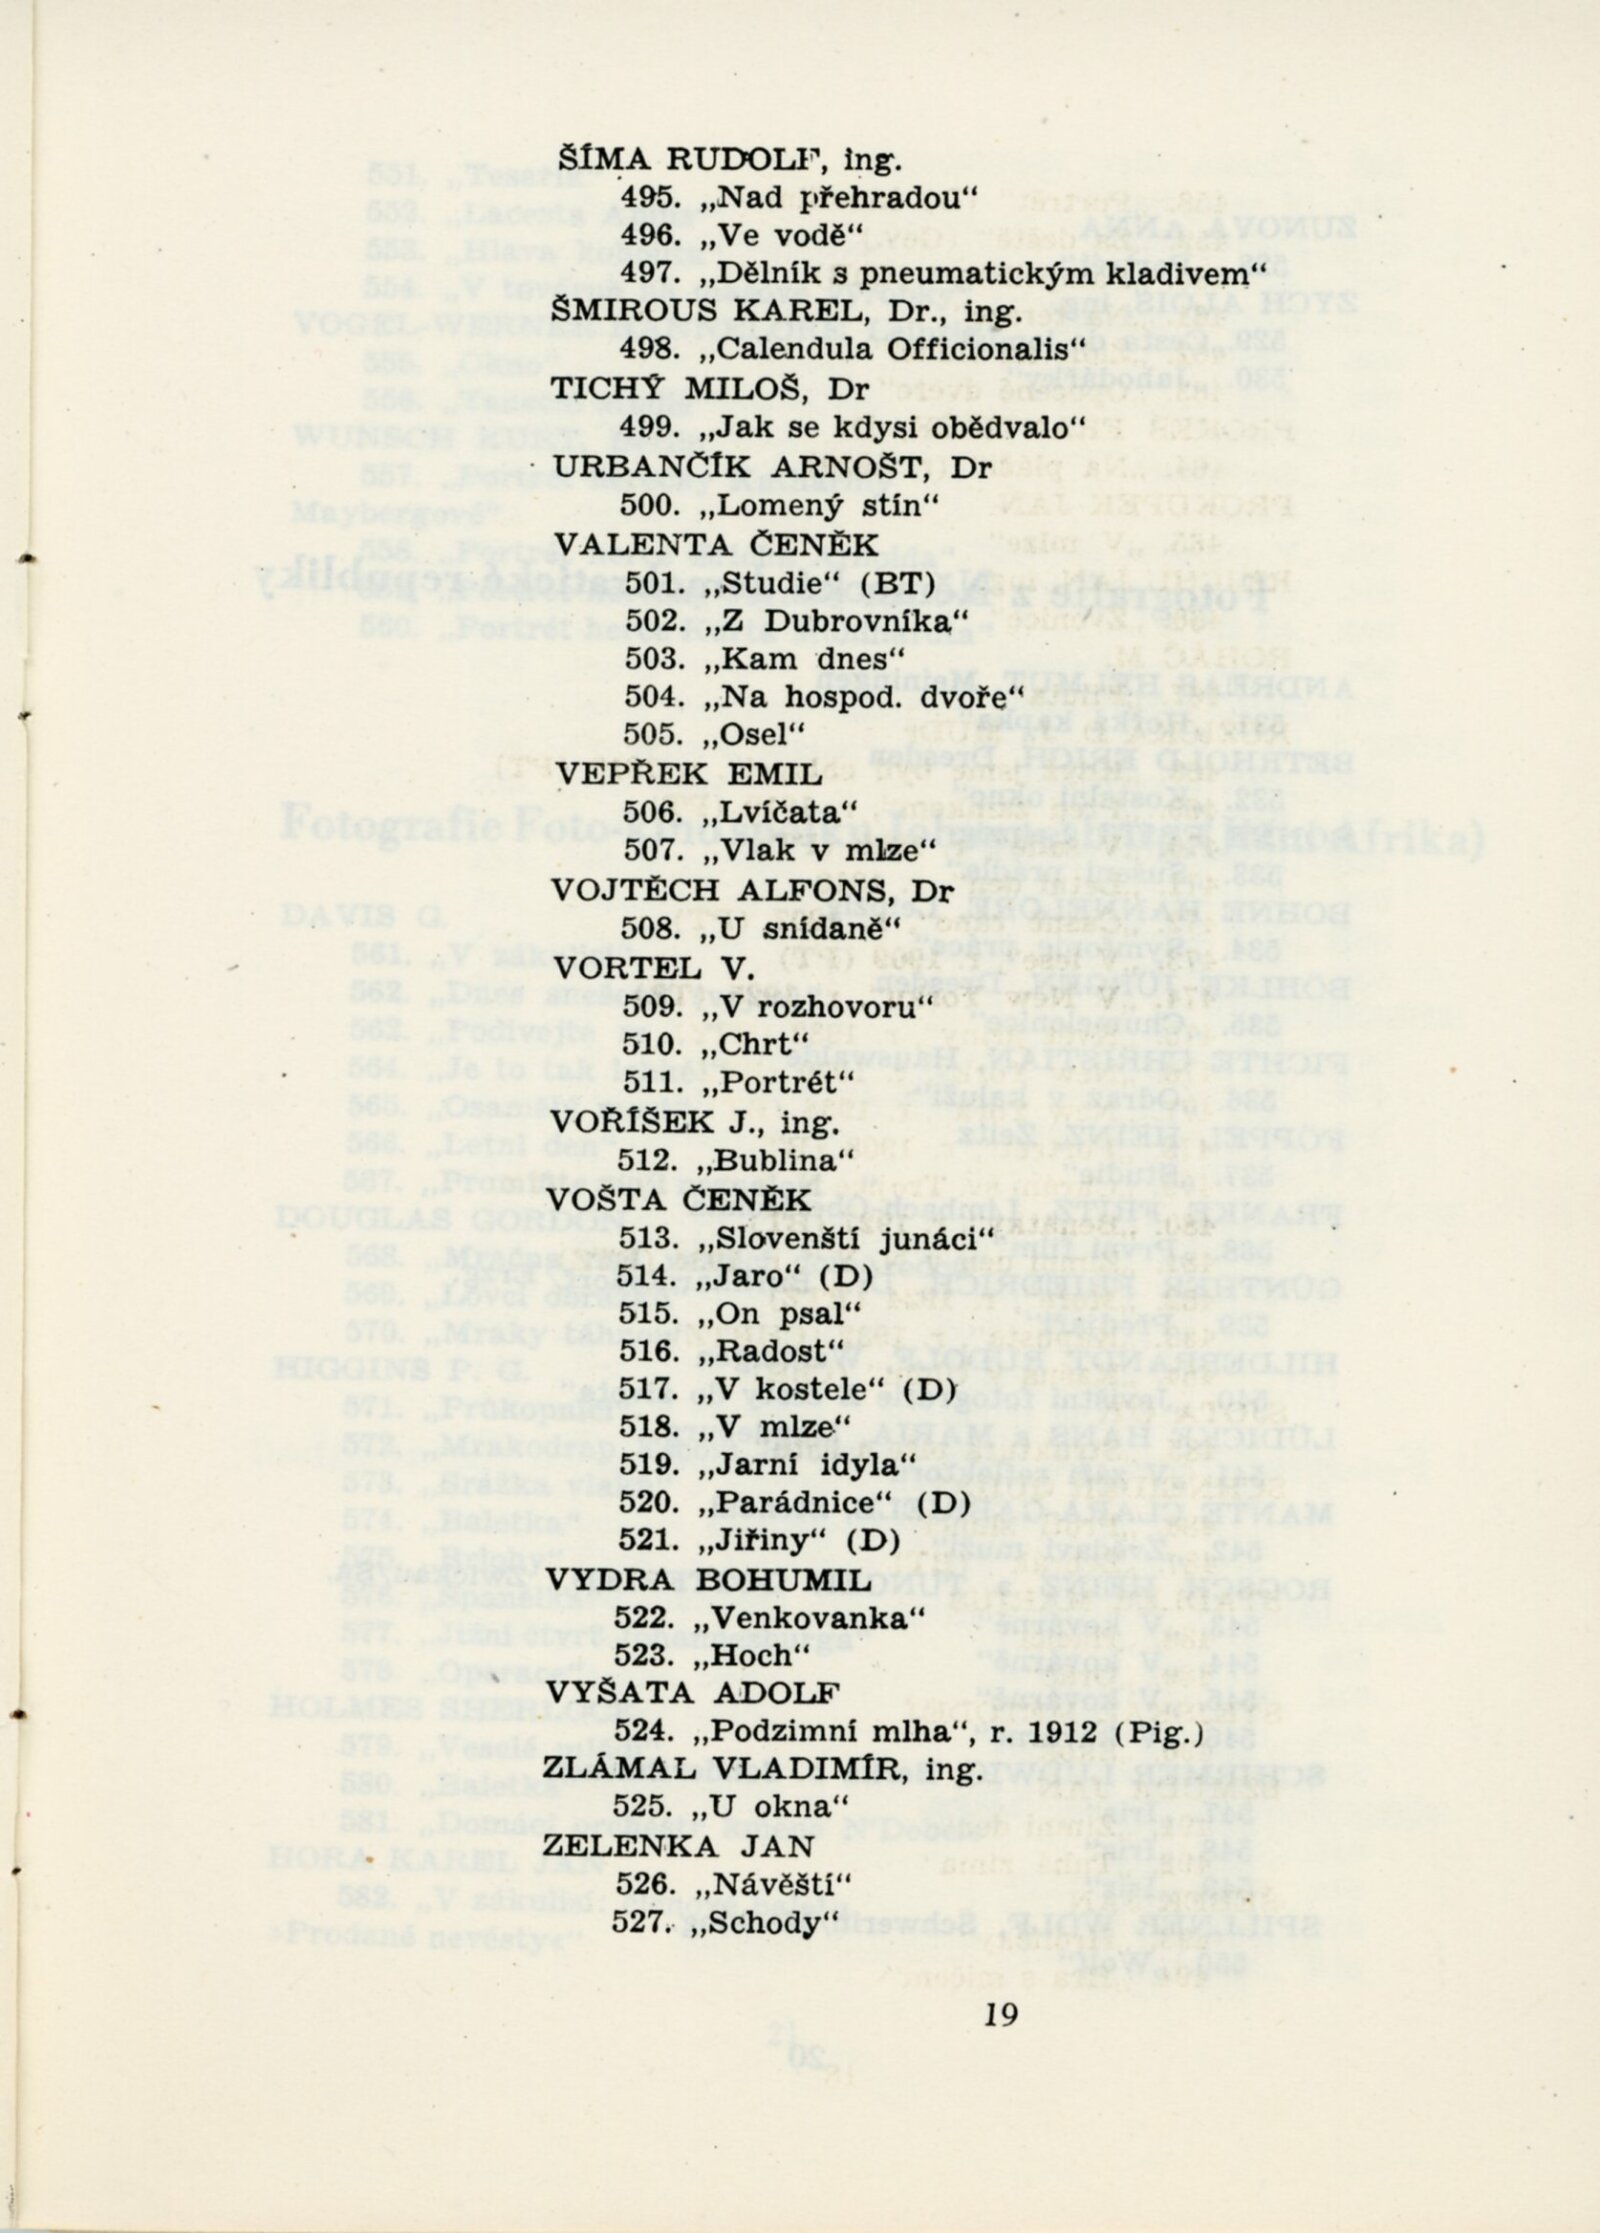 ŠÍMA RUDOLF, ing.
495. „Nad přehradou“
496. „Ve vodě“
497. „Dělník s pneumatickým kladivem“
ŠMIROUS KAREL, Dr., ing.
498. „Calendula Officionalis“
TICHÝ MILOŠ, Dr
499. „Jak se kdysi obědvalo“
URBANČÍK ARNOŠT, Dr
500. „Lomený stín“
VALENTA ČENĚK
501. „Studie“ (BT)
502. „Z Dubrovníka“
503. „Kam dnes“
504. „Na hospod. dvoře“
505. „Osel“
VEPŘEK EMIL
506. „Lvíčata“
507. „Vlak v mlze“
VOJTĚCH ALFONS, Dr
508. „U snídaně“
VORTEL V.
509. „V rozhovoru“
510. „Chrt“
511. „Portrét“
VOŘÍŠEK J., ing.
512. „Bublina“
VOŠTA ČENĚK
513. „Slovenští junáci“
514. „Jaro“ (D)
515. „On psal“
516. „Radost“
517. „V kostele“ (D)
518. „V mlze“
519. „Jarní idyla“
520. „Parádnice“ (D)
521. „Jiřiny“ (D)
VYDRA BOHUMIL
522. „Venkovanka“
523. „Hoch“
VYŠATA ADOLF
524. „Podzimní mlha“, r. 1912 (Pig.)
ZLÁMAL VLADIMÍR, ing.
525. „U okna“
ZELENKA JAN
526. „Návěští“
527. „Schody“
19